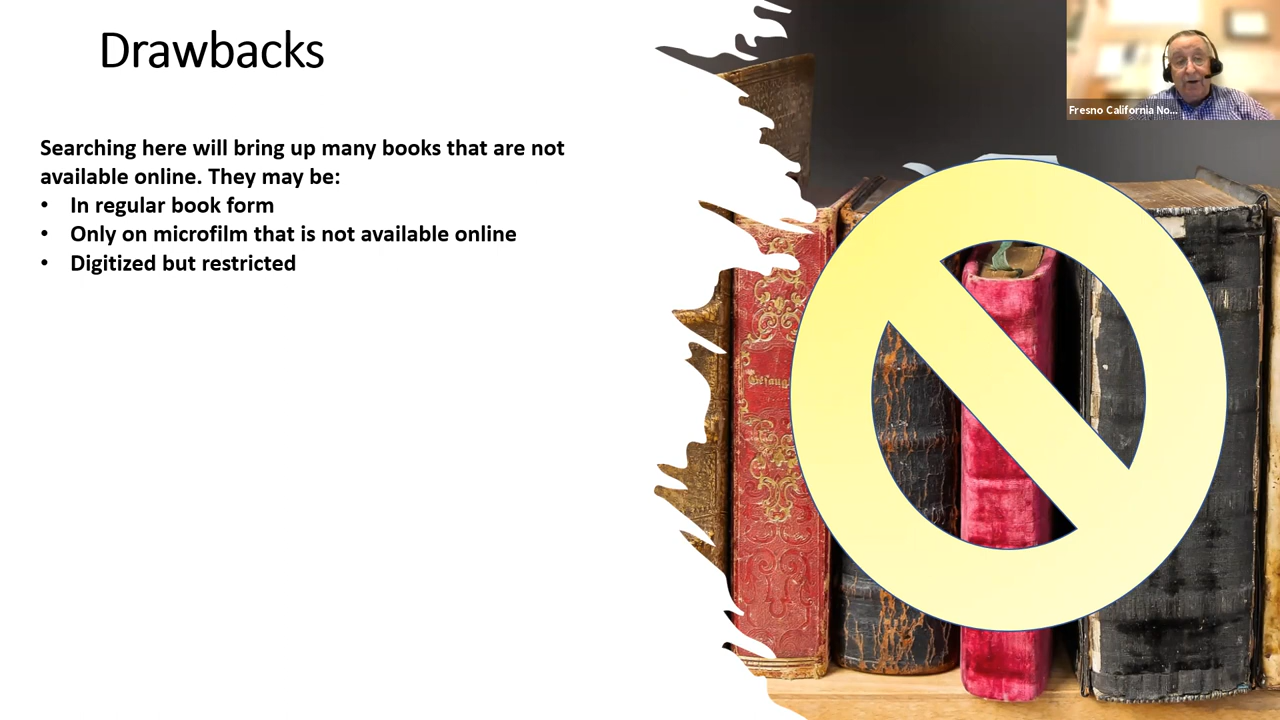 Drawbacks
Fresno California No...
Searching here will bring up many books that are not
available online. They may be:
• In regular book form
• Only on microfilm that is not available online
• Digitized but restricted
Gesang